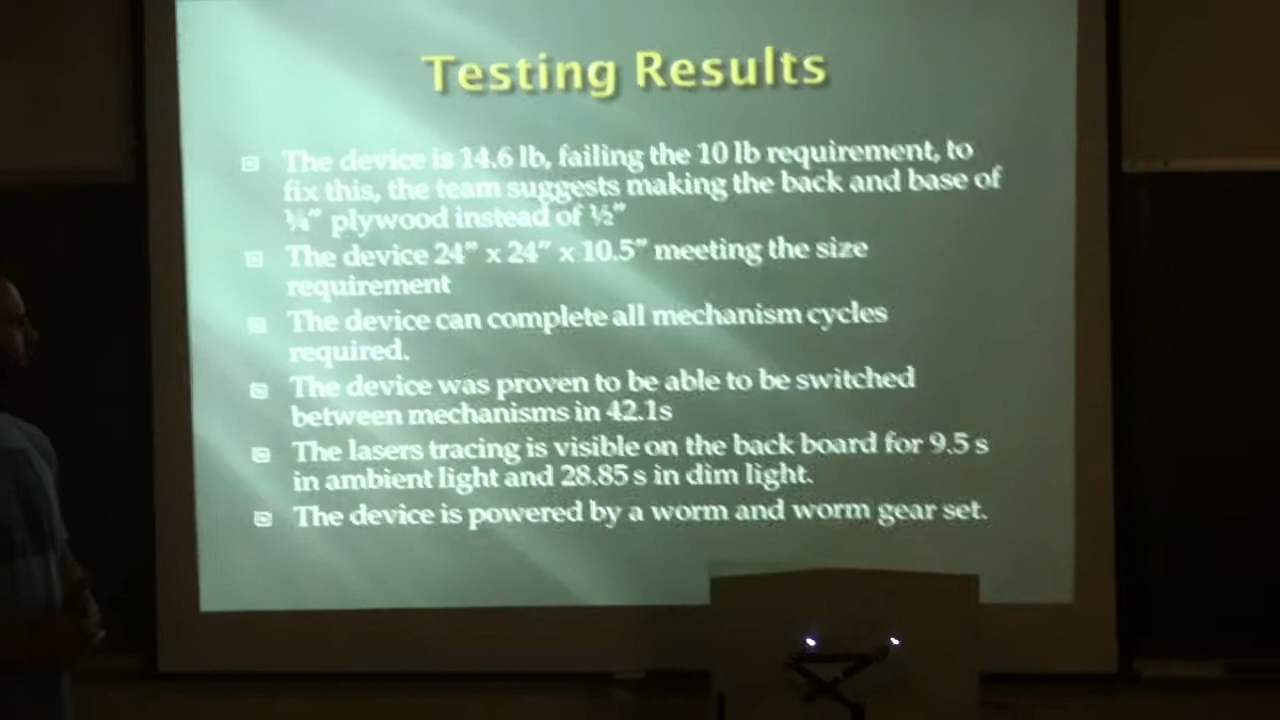 Testing Results
The device is 14.6 lb, failing the 10 lb requirement, to
fix this, the team suggests making the back and base of
¼” plywood instead of ½”
The device 24” x 24” x 10.5” meeting the size
requirement
The device can complete all mechanism cycles
required.
The device was proven to be able to be switched
between mechanisms in 42.1s
The lasers tracing is visible on the back board for 9.5 s
in ambient light and 28.85 s in dim light.
The device is powered by a worm and worm gear set.